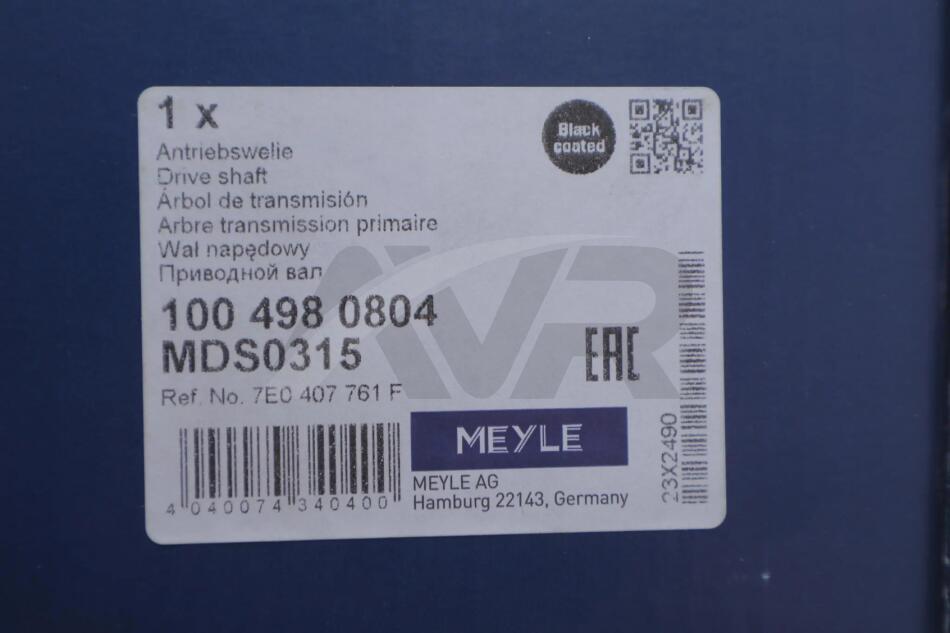 1 x
Black
coated
Antriebswelle
Drive shaft
Árbol de transmisión
Arbre transmission primaire
Wał napędowy
Приводной вал
AVR
100 498 0804
MDS0315
EAC
Ref. No. 7E0 407 761 F
MEYLE
MEYLE AG
Hamburg 22143, Germany
4 040074 340400
23X2490